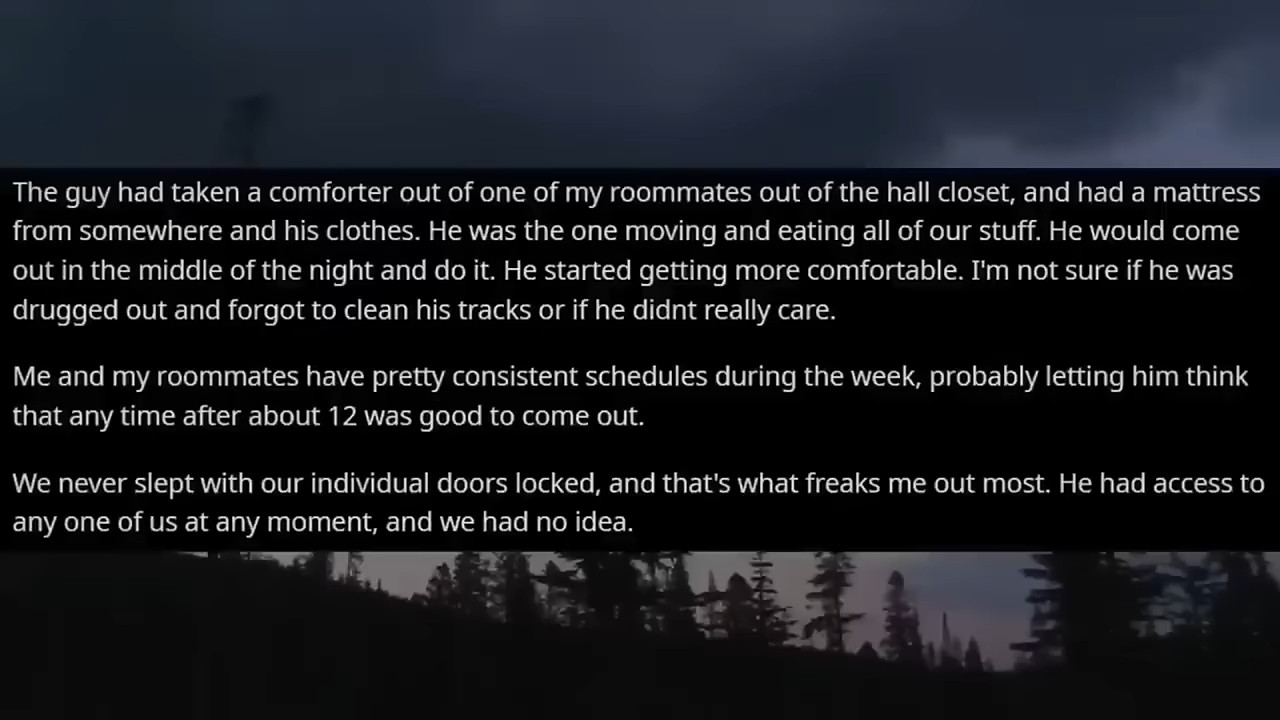 The guy had taken a comforter out of one of my roommates out of the hall closet, and had a mattress
from somewhere and his clothes. He was the one moving and eating all of our stuff. He would come
out in the middle of the night and do it. He started getting more comfortable. I'm not sure if he was
drugged out and forgot to clean his tracks or if he didnt really care.
Me and my roommates have pretty consistent schedules during the week, probably letting him think
that any time after about 12 was good to come out.
We never slept with our individual doors locked, and that's what freaks me out most. He had access to
any one of us at any moment, and we had no idea.